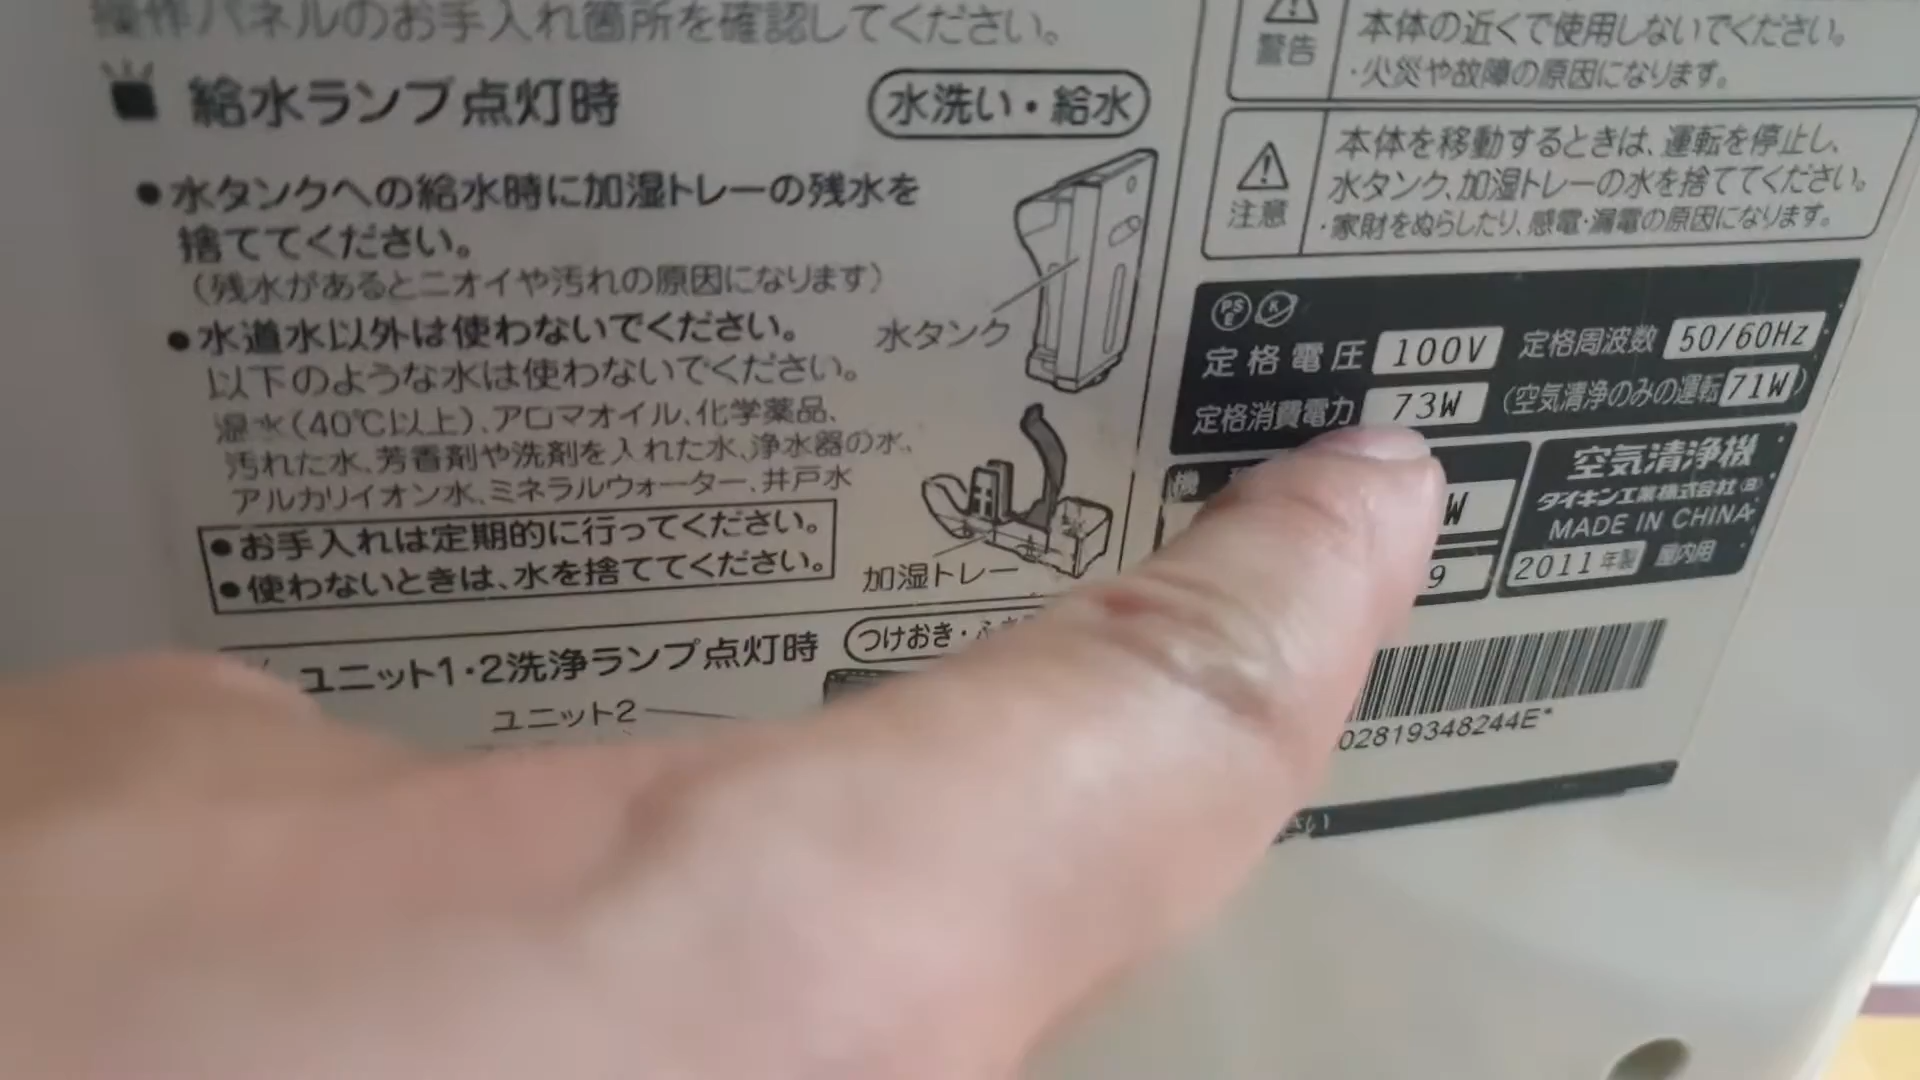 操作パネルのお手入れ箇所を確認してください。
給水ランプ点灯時
水洗い・給水
●水タンクへの給水時に加湿トレーの残水を
捨ててください。
（残水があるとニオイや汚れの原因になります）
●水道水以外は使わないでください。
以下のような水は使わないでください。
温水（40℃以上）、アロマオイル、化学薬品、
汚れた水、芳香剤や洗剤を入れた水、浄水器の水、
アルカリイオン水、ミネラルウォーター、井戸水
●お手入れは定期的に行ってください。
●使わないときは、水を捨ててください。
水タンク
加湿トレー
ユニット1・2洗浄ランプ点灯時
つけおき・
ユニット2
警告
本体の近くで使用しないでください。
・火災や故障の原因になります。
注意
本体を移動するときは、運転を停止し、
水タンク、加湿トレーの水を捨ててください。
・家財をぬらしたり、感電・漏電の原因になります。
PS
E
K
定格電圧 100V 定格周波数 50/60Hz
定格消費電力 73W （空気清浄のみの運転 71W）
機
W
9
空気清浄機
ダイキン工業株式会社
MADE IN CHINA
2011年製 屋内用
02819348244E*
さい